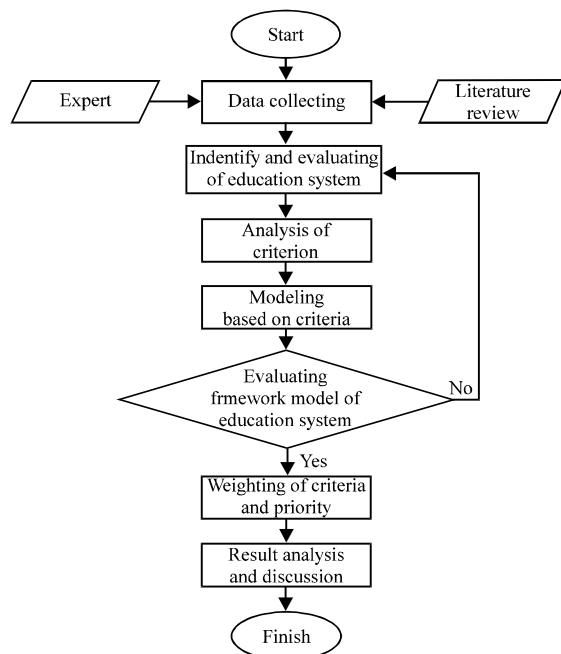 Start
Expert
Data collecting
Literature
review
Indentify and evaluating
of education system
Analysis of
criterion
Modeling
based on criteria
Evaluating
frmework model of
education system
No
Yes
Weighting of criteria
and priority
Result analysis
and discussion
Finish